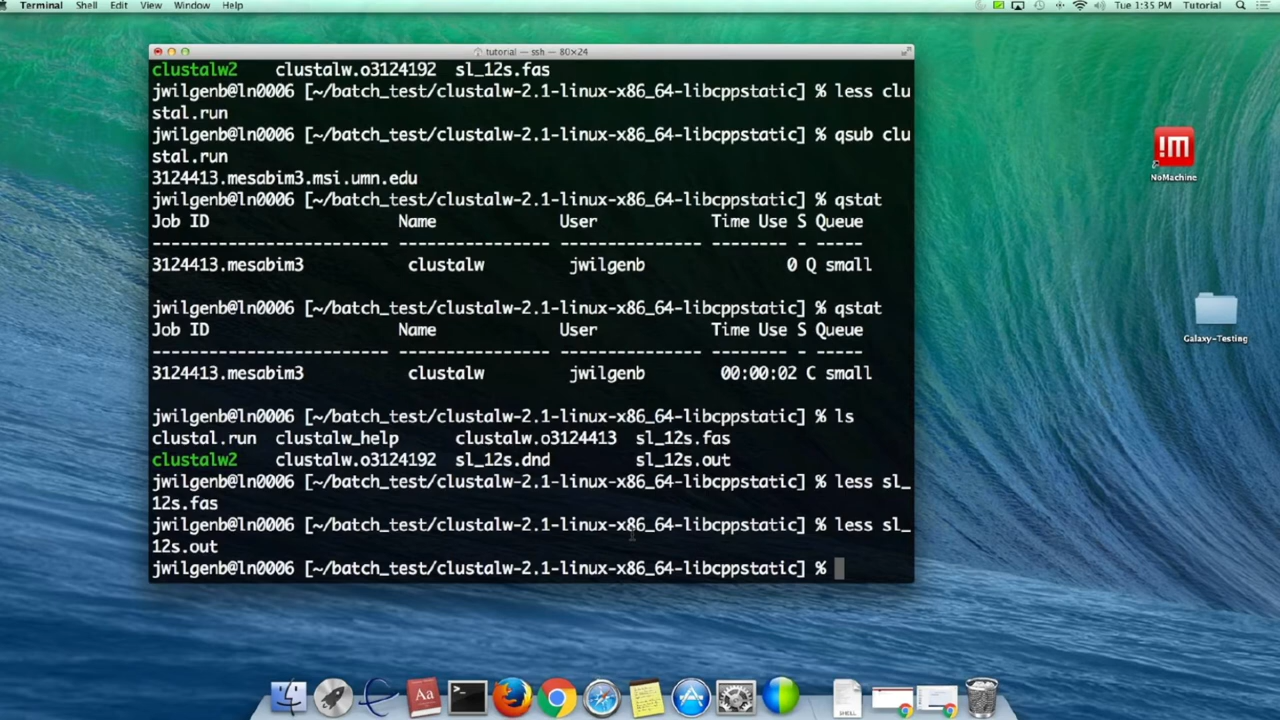 Terminal Shell Edit View Window Help Tue 1:35 PM Tutorial
tutorial — ssh — 80×24
clustalw2 clustalw.o3124192 sl_12s.fas
jwilgenb@ln0006 [~/batch_test/clustalw-2.1-linux-x86_64-libcppstatic] % less clu
stal.run
jwilgenb@ln0006 [~/batch_test/clustalw-2.1-linux-x86_64-libcppstatic] % qsub clu
stal.run
3124413.mesabim3.msi.umn.edu
jwilgenb@ln0006 [~/batch_test/clustalw-2.1-linux-x86_64-libcppstatic] % qstat
Job ID Name User Time Use S Queue
------------------------- ---------------- --------------- -------- - -----
3124413.mesabim3 clustalw jwilgenb 0 Q small
jwilgenb@ln0006 [~/batch_test/clustalw-2.1-linux-x86_64-libcppstatic] % qstat
Job ID Name User Time Use S Queue
------------------------- ---------------- --------------- -------- - -----
3124413.mesabim3 clustalw jwilgenb 00:00:02 C small
jwilgenb@ln0006 [~/batch_test/clustalw-2.1-linux-x86_64-libcppstatic] % ls
clustal.run clustalw_help clustalw.o3124413 sl_12s.fas
clustalw2 clustalw.o3124192 sl_12s.dnd sl_12s.out
jwilgenb@ln0006 [~/batch_test/clustalw-2.1-linux-x86_64-libcppstatic] % less sl_
12s.fas
jwilgenb@ln0006 [~/batch_test/clustalw-2.1-linux-x86_64-libcppstatic] % less sl_
12s.out
jwilgenb@ln0006 [~/batch_test/clustalw-2.1-linux-x86_64-libcppstatic] %
!M
NoMachine
Galaxy-Testing
Aa
>_
SHELL